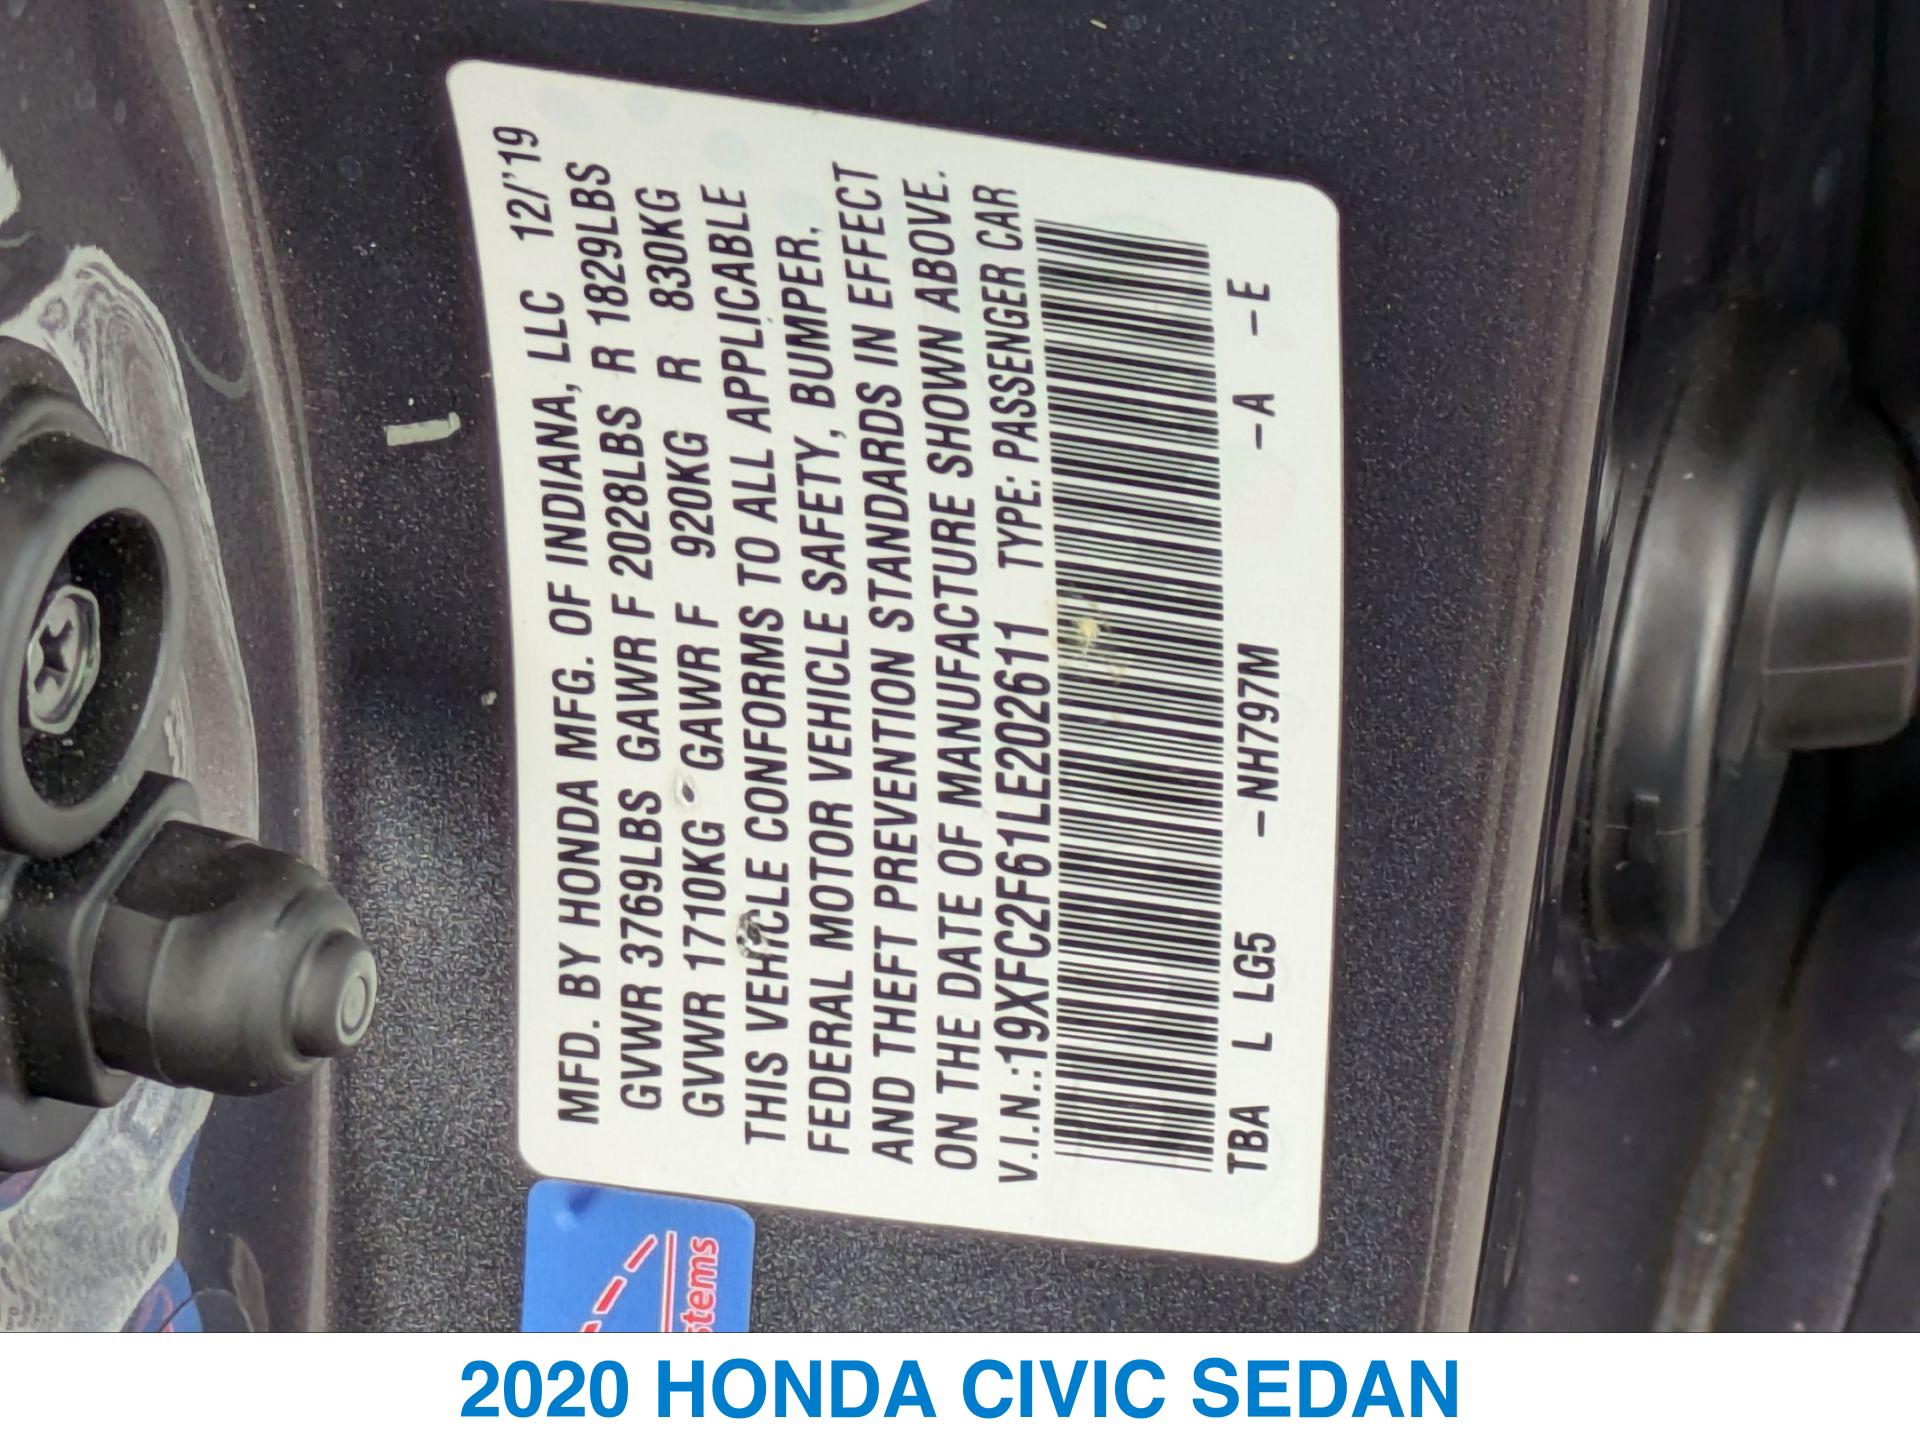 MFD. BY HONDA MFG. OF INDIANA, LLC 12/'19
GVWR 3769LBS GAWR F 2028LBS R 1829LBS
GVWR 1710KG GAWR F 920KG R 830KG
THIS VEHICLE CONFORMS TO ALL APPLICABLE
FEDERAL MOTOR VEHICLE SAFETY, BUMPER,
AND THEFT PREVENTION STANDARDS IN EFFECT
ON THE DATE OF MANUFACTURE SHOWN ABOVE.
V.I.N.:19XFC2F61LE202611 TYPE: PASSENGER CAR
TBA L LG5 -NH797M -A -E
2020 HONDA CIVIC SEDAN